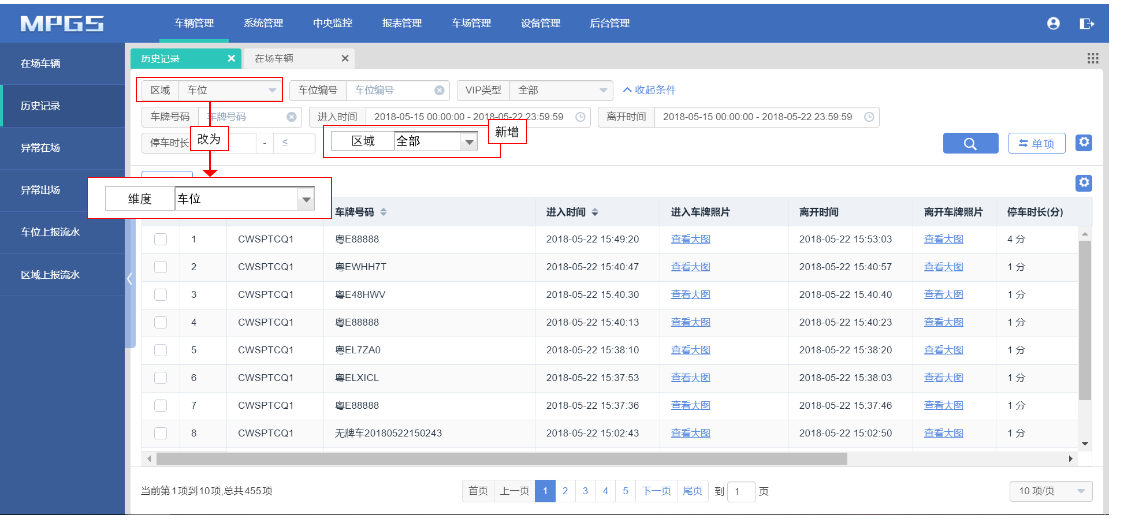 MPGS 车辆管理 系统管理 中央监控 报表管理 车场管理 设备管理 后台管理
在场车辆
历史记录
异常在场
异常出场
车位上报流水
区域上报流水
历史记录 × 在场车辆 ×
区域 车位 车位编号 车位编号 VIP类型 全部 收起条件
车牌号码 车牌号码 进入时间 2018-05-15 00:00:00 - 2018-05-22 23:59:59 离开时间 2018-05-15 00:00:00 - 2018-05-22 23:59:59
停车时长 - ≤ 单项
改为
区域 全部
新增
维度 车位
车牌号码 进入时间 进入车牌照片 离开时间 离开车牌照片 停车时长(分)
1 CWSPTCQ1 粤E88888 2018-05-22 15:49:20 查看大图 2018-05-22 15:53:03 查看大图 4 分
2 CWSPTCQ1 粤EWHH7T 2018-05-22 15:40:47 查看大图 2018-05-22 15:40:57 查看大图 1 分
3 CWSPTCQ1 粤E48HWV 2018-05-22 15:40:30 查看大图 2018-05-22 15:40:40 查看大图 1 分
4 CWSPTCQ1 粤E88888 2018-05-22 15:40:13 查看大图 2018-05-22 15:40:23 查看大图 1 分
5 CWSPTCQ1 粤EL7ZA0 2018-05-22 15:38:10 查看大图 2018-05-22 15:38:20 查看大图 1 分
6 CWSPTCQ1 粤ELXICL 2018-05-22 15:37:53 查看大图 2018-05-22 15:38:03 查看大图 1 分
7 CWSPTCQ1 粤E88888 2018-05-22 15:37:36 查看大图 2018-05-22 15:37:46 查看大图 1 分
8 CWSPTCQ1 无牌车20180522150243 2018-05-22 15:02:43 查看大图 2018-05-22 15:02:50 查看大图 1 分
当前第1项到10项,总共455项 首页 上一页 1 2 3 4 5 下一页 尾页 到 1 页 10 项/页